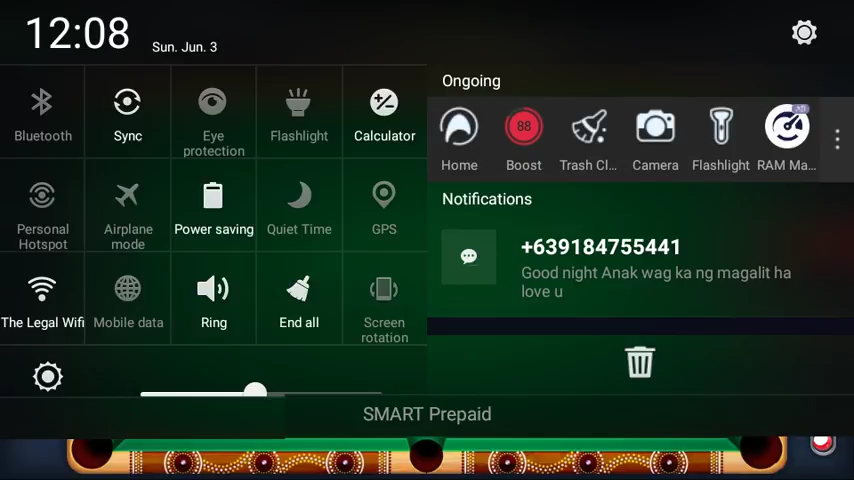 12:08
Sun. Jun. 3
Bluetooth
Sync
Eye
protection
Flashlight
Calculator
Personal
Hotspot
Airplane
mode
Power saving
Quiet Time
GPS
The Legal Wifi
Mobile data
Ring
End all
Screen
rotation
Ongoing
88
AD
Home
Boost
Trash Cl...
Camera
Flashlight
RAM Ma...
Notifications
+639184755441
Good night Anak wag ka ng magalit ha
love u
SMART Prepaid